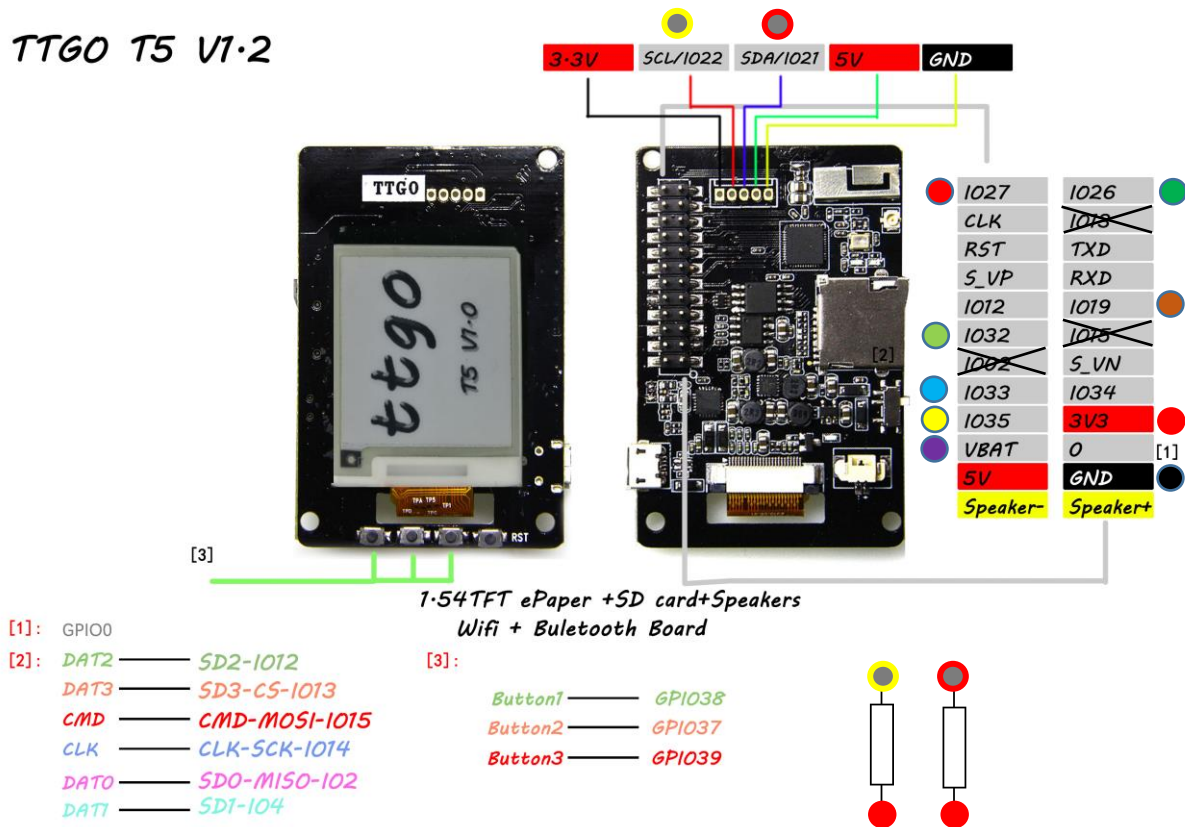 TTGO T5 V1.2
3.3V SCL/IO22 SDA/IO21 5V GND
TTGO
ttgo
T5 V1.0
IO27 IO26
CLK IO13
RST TXD
S_VP RXD
IO12 IO19
IO32 IO15
[2]
IO02 S_VN
IO33 IO34
IO35 3V3
VBAT O [1]
5V GND
Speaker- Speaker+
TPA TPS TP1
RST
[3]
1.54TFT ePaper +SD card+Speakers
Wifi + Buletooth Board
[1]: GPIO0
[2]: DAT2 SD2-IO12
DAT3 SD3-CS-IO13
CMD CMD-MOSI-IO15
CLK CLK-SCK-IO14
DAT0 SD0-MISO-IO2
DAT1 SD1-IO4
[3]:
Button1 GPIO38
Button2 GPIO37
Button3 GPIO39